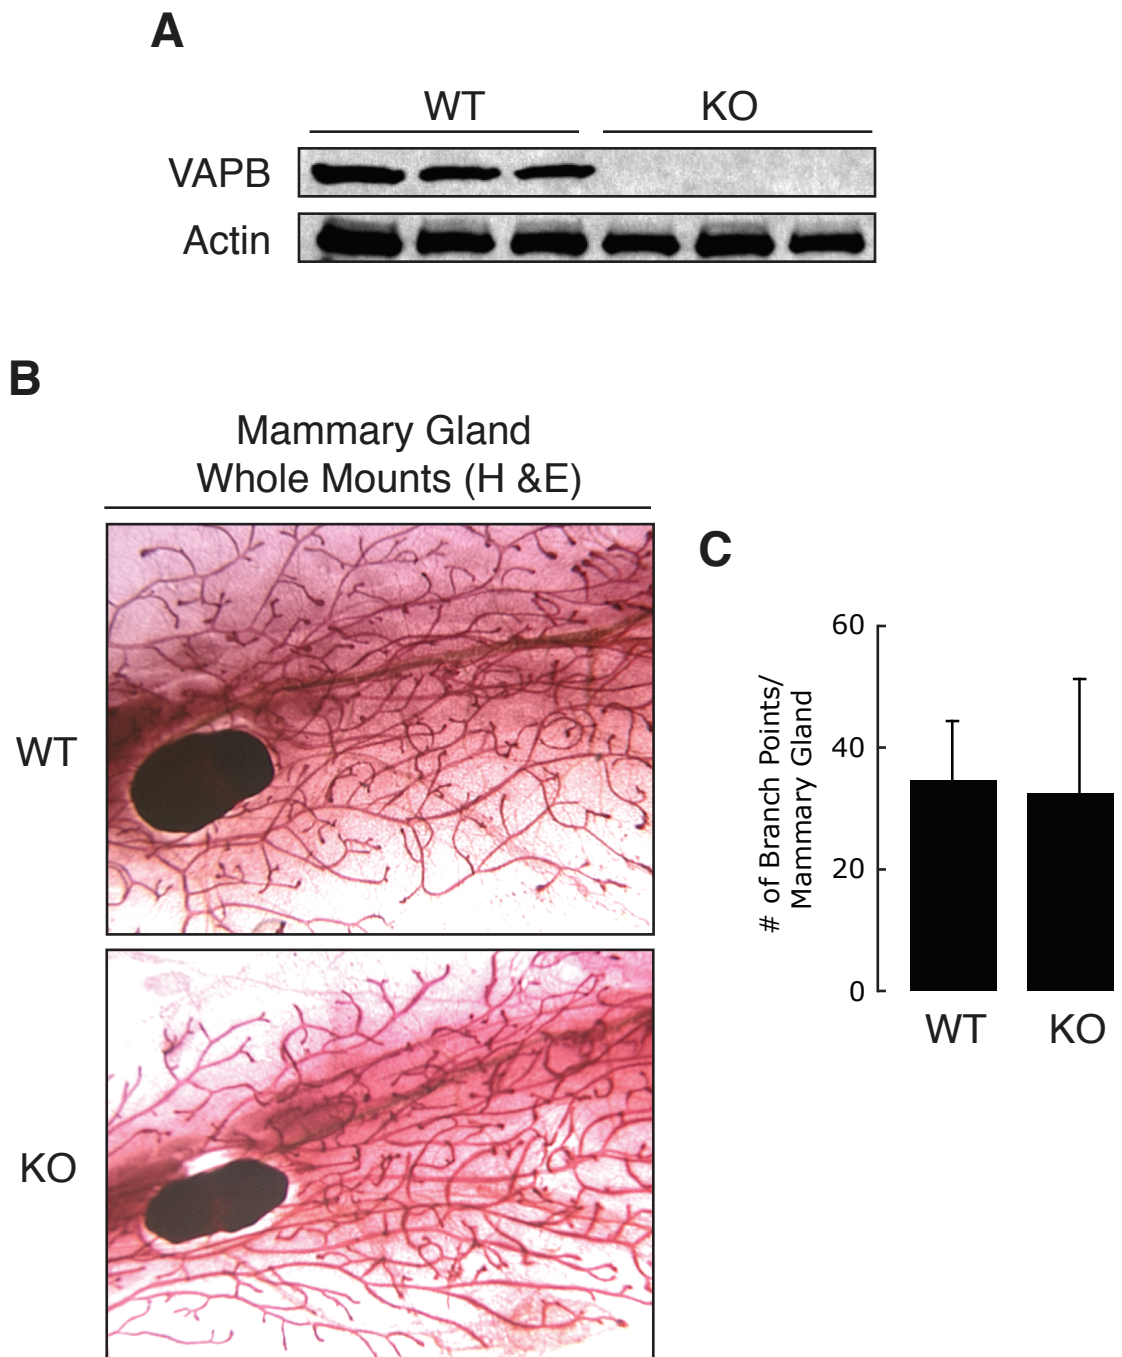 A
WT KO
VAPB
Actin
B
Mammary Gland
Whole Mounts (H &E)
WT
KO
C
# of Branch Points/
Mammary Gland
60
40
20
0
WT KO